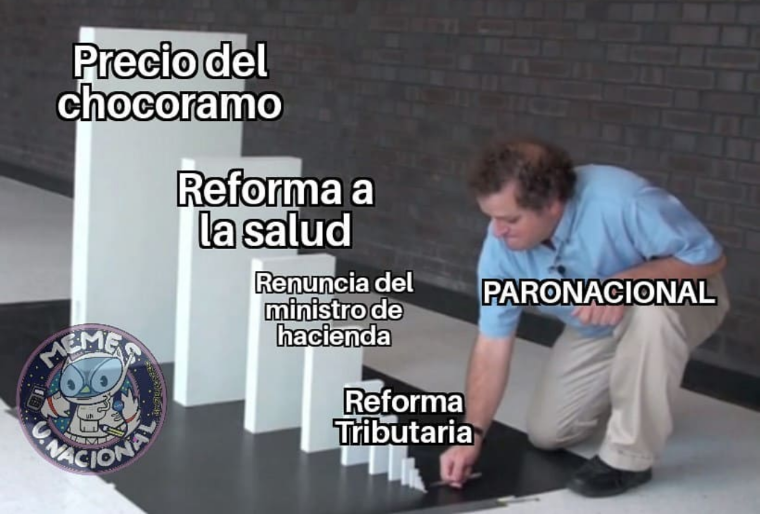 Precio del
chocoramo
Reforma a
la salud
Renuncia del
ministro de
hacienda
PARONACIONAL
Reforma
Tributaria
MEMES
U. NACIONAL